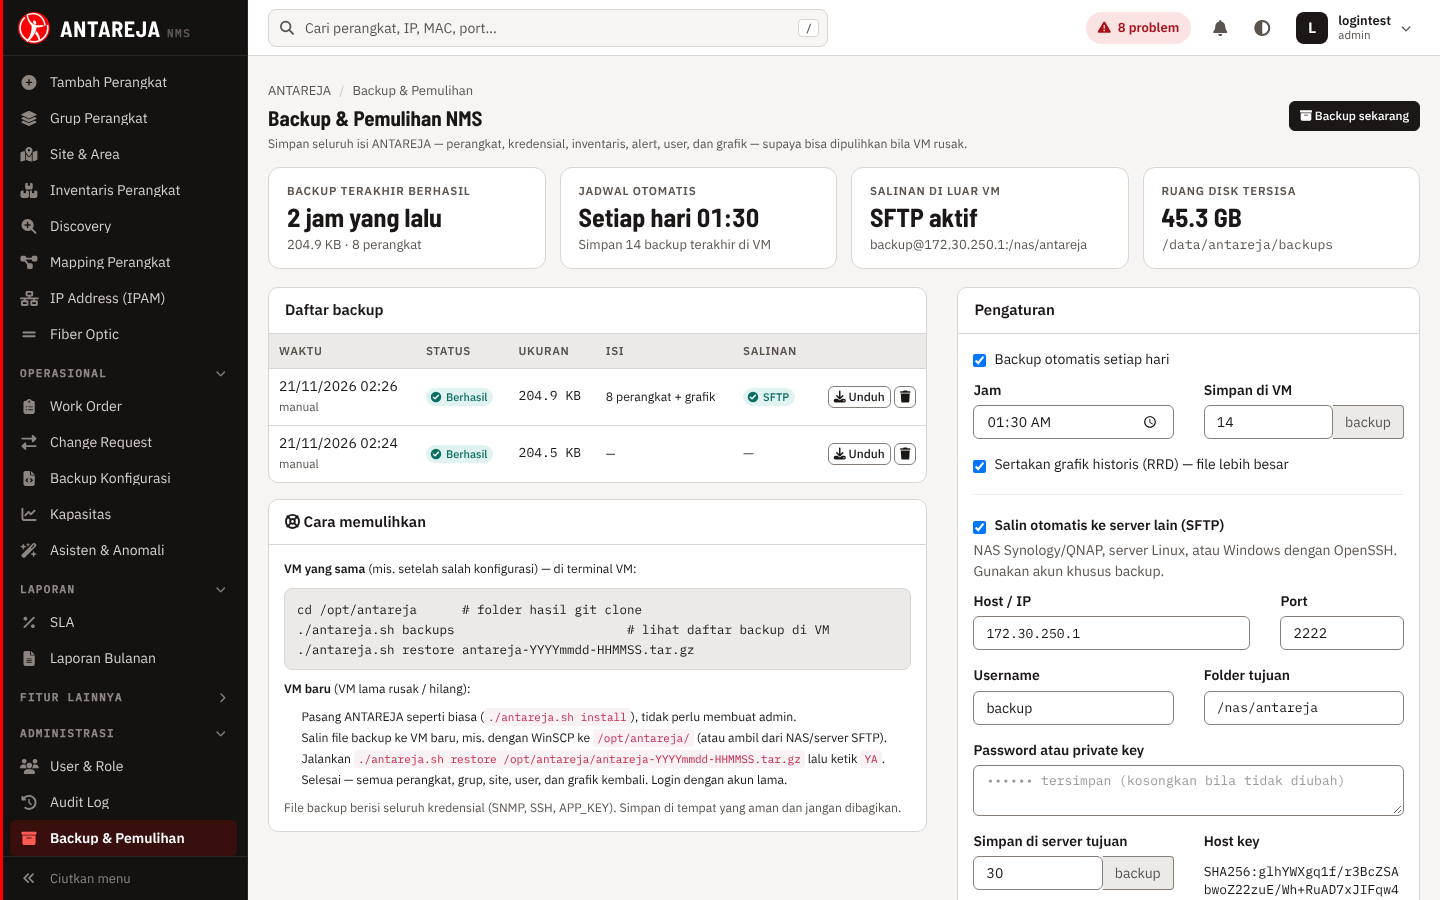 ANTAREJA NMS
Cari perangkat, IP, MAC, port...
/
8 problem
L
logintest
admin
Tambah Perangkat
Grup Perangkat
Site & Area
Inventaris Perangkat
Discovery
Mapping Perangkat
IP Address (IPAM)
Fiber Optic
OPERASIONAL
Work Order
Change Request
Backup Konfigurasi
Kapasitas
Asisten & Anomali
LAPORAN
SLA
Laporan Bulanan
FITUR LAINNYA
ADMINISTRASI
User & Role
Audit Log
Backup & Pemulihan
Ciutkan menu
ANTAREJA / Backup & Pemulihan
Backup & Pemulihan NMS
Simpan seluruh isi ANTAREJA — perangkat, kredensial, inventaris, alert, user, dan grafik — supaya bisa dipulihkan bila VM rusak.
Backup sekarang
BACKUP TERAKHIR BERHASIL
2 jam yang lalu
204.9 KB · 8 perangkat
JADWAL OTOMATIS
Setiap hari 01:30
Simpan 14 backup terakhir di VM
SALINAN DI LUAR VM
SFTP aktif
backup@172.30.250.1:/nas/antareja
RUANG DISK TERSISA
45.3 GB
/data/antareja/backups
Daftar backup
WAKTU STATUS UKURAN ISI SALINAN
21/11/2026 02:26 Berhasil 204.9 KB 8 perangkat + grafik SFTP Unduh
manual
21/11/2026 02:24 Berhasil 204.5 KB — — Unduh
manual
Cara memulihkan
VM yang sama (mis. setelah salah konfigurasi) — di terminal VM:
cd /opt/antareja # folder hasil git clone
./antareja.sh backups # lihat daftar backup di VM
./antareja.sh restore antareja-YYYYmmdd-HHMMSS.tar.gz
VM baru (VM lama rusak / hilang):
Pasang ANTAREJA seperti biasa ( ./antareja.sh install ), tidak perlu membuat admin.
Salin file backup ke VM baru, mis. dengan WinSCP ke /opt/antareja/ (atau ambil dari NAS/server SFTP).
Jalankan ./antareja.sh restore /opt/antareja/antareja-YYYYmmdd-HHMMSS.tar.gz lalu ketik YA .
Selesai — semua perangkat, grup, site, user, dan grafik kembali. Login dengan akun lama.
File backup berisi seluruh kredensial (SNMP, SSH, APP_KEY). Simpan di tempat yang aman dan jangan dibagikan.
Pengaturan
Backup otomatis setiap hari
Jam Simpan di VM
01:30 AM 14 backup
Sertakan grafik historis (RRD) — file lebih besar
Salin otomatis ke server lain (SFTP)
NAS Synology/QNAP, server Linux, atau Windows dengan OpenSSH.
Gunakan akun khusus backup.
Host / IP Port
172.30.250.1 2222
Username Folder tujuan
backup /nas/antareja
Password atau private key
•••••• tersimpan (kosongkan bila tidak diubah)
Simpan di server tujuan Host key
30 backup
SHA256:glhYWXgq1f/r3BcZSA
bwoZ22zuE/Wh+RuAD7xJIFqw4